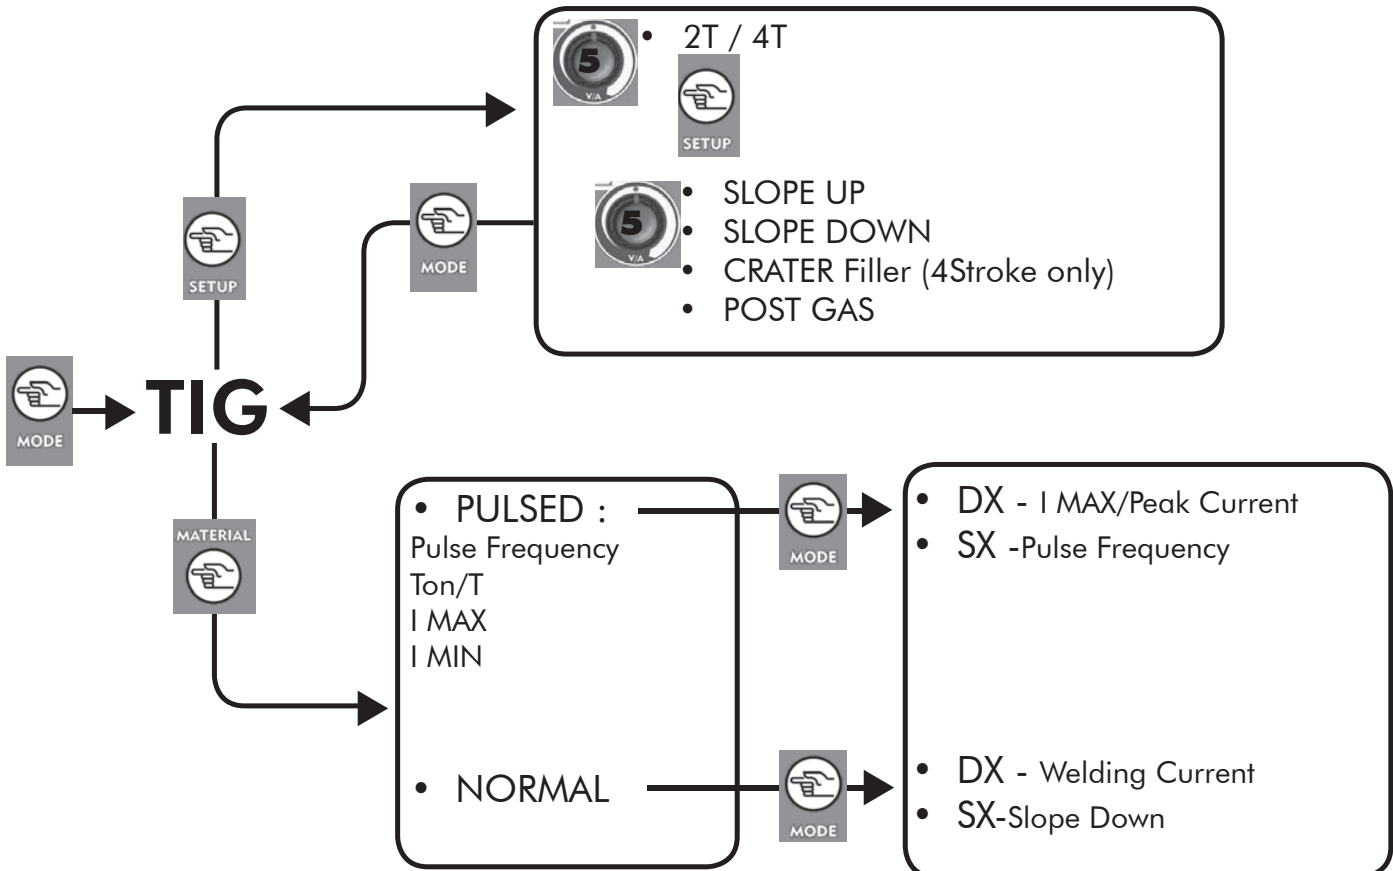 5
V/A
• 2T / 4T
SETUP
5
V/A
• SLOPE UP
• SLOPE DOWN
• CRATER Filler (4Stroke only)
• POST GAS
SETUP
MODE
MODE
TIG
MATERIAL
• PULSED :
Pulse Frequency
Ton/T
I MAX
I MIN
• NORMAL
MODE
• DX - I MAX/Peak Current
• SX -Pulse Frequency
MODE
• DX - Welding Current
• SX-Slope Down